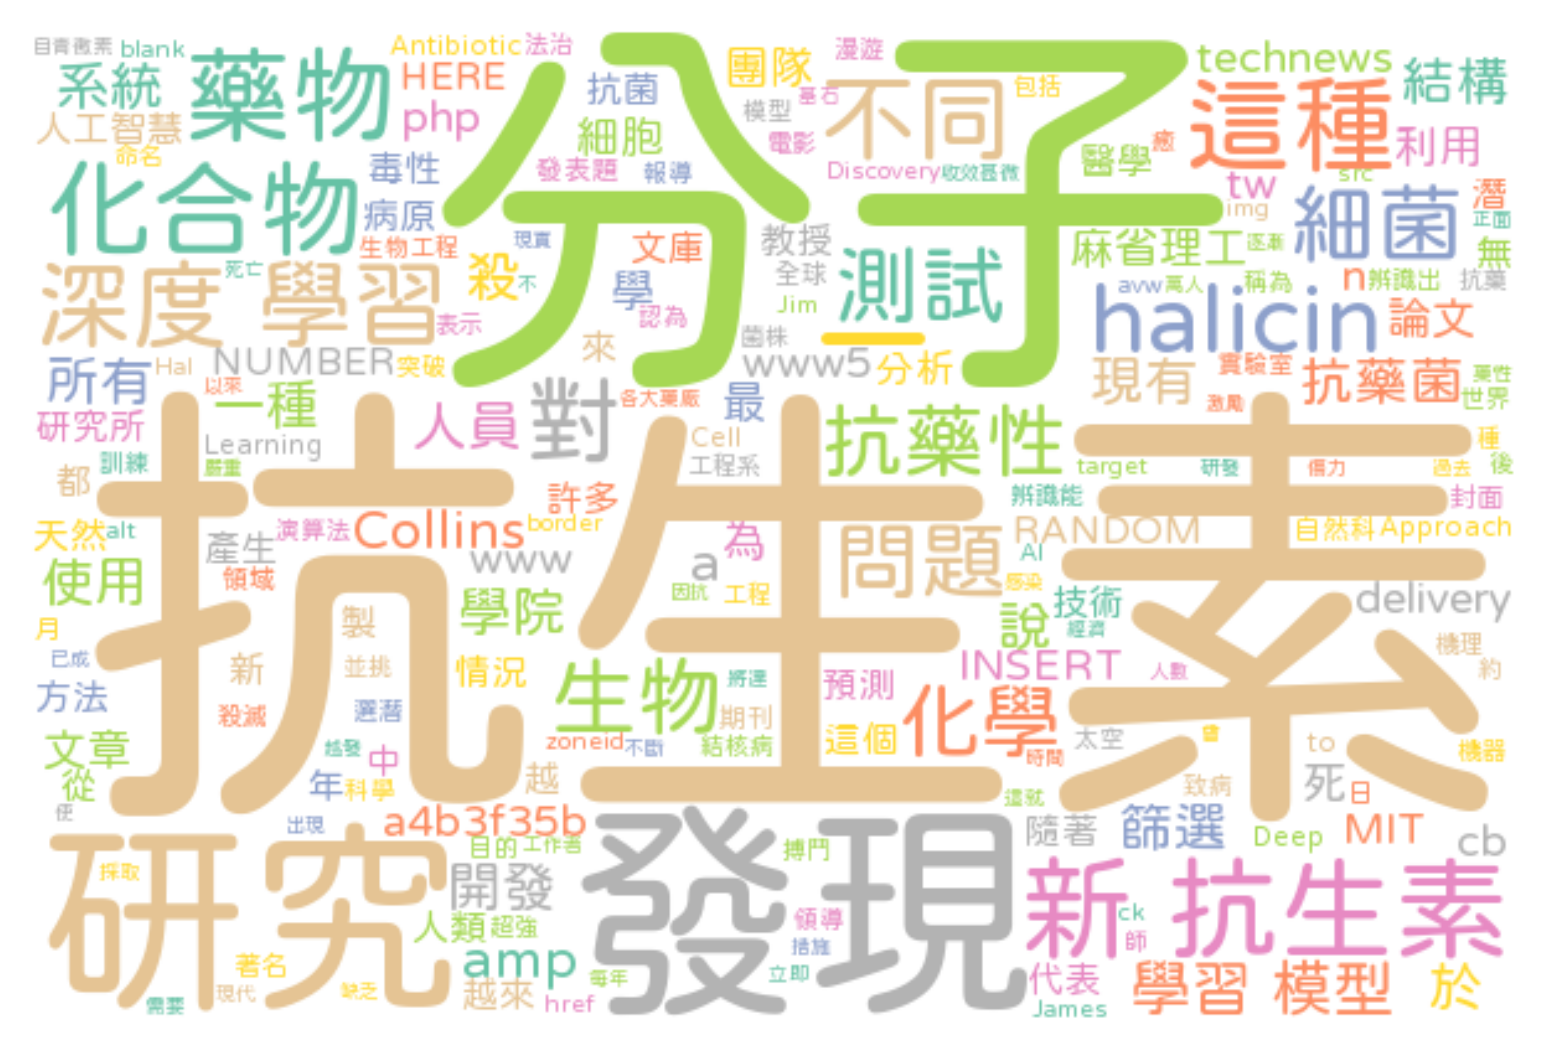 目青黴素 blank
Antibiotic 法治
漫遊
technews
系統 藥物
HERE
抗菌
團隊
不同
包括
這種
結構
分子
人工智慧
php
細胞
模型
基石
電影
醫學
癒
利用
命名
化合物
毒性
發表題
報導
Discovery 收效甚微
src
tw
img
細菌
潛
正面
無
病原
生物工程
現實
文庫
教授
麻省理工
逐漸
深度 學習
死亡
殺
不
學
全球
測試
n
辨識出
抗藥
avw
萬人
稱為
表示
認為
Jim
halicin
論文
菌株
所有
Hal
NUMBER
突破
來
www5
分析
現有
實驗室
抗藥菌
藥性
世界
以來
一種
人員
對
各大藥廠
最
激勵
研究所
Learning
Cell
工程系
抗藥性
種
都
訓練
嚴重
target
研發
傷力
過去
後
許多
辨識能
封面
抗生素
天然
alt
演算法
Collins
border
為
RANDOM
自然科
Approach
產生
www
a
問題
AI
使用
領域
因抗
工程
感染
技術
delivery
月
製
學院
說
經濟
已成
新
並挑
情況
生物
將達
預測
INSERT
人數
機理
約
方法
殺滅
選潛
期刊
化學
文章
越發
中
zoneid
不斷
結核病
這個
時間
太空
曾
to
機器
從
年
科學
越
這就
致病
死
日
便
出現
a4b3f35b
目的
工作者
搏鬥
隨著
篩選
Deep
MIT
cb
研究
採取
開發
發現
新 抗生素
人類
超強
領導
ck
師
措施
著名
amp
每年
立即
代表
學習 模型
於
需要
現代
缺乏
越來
href
James